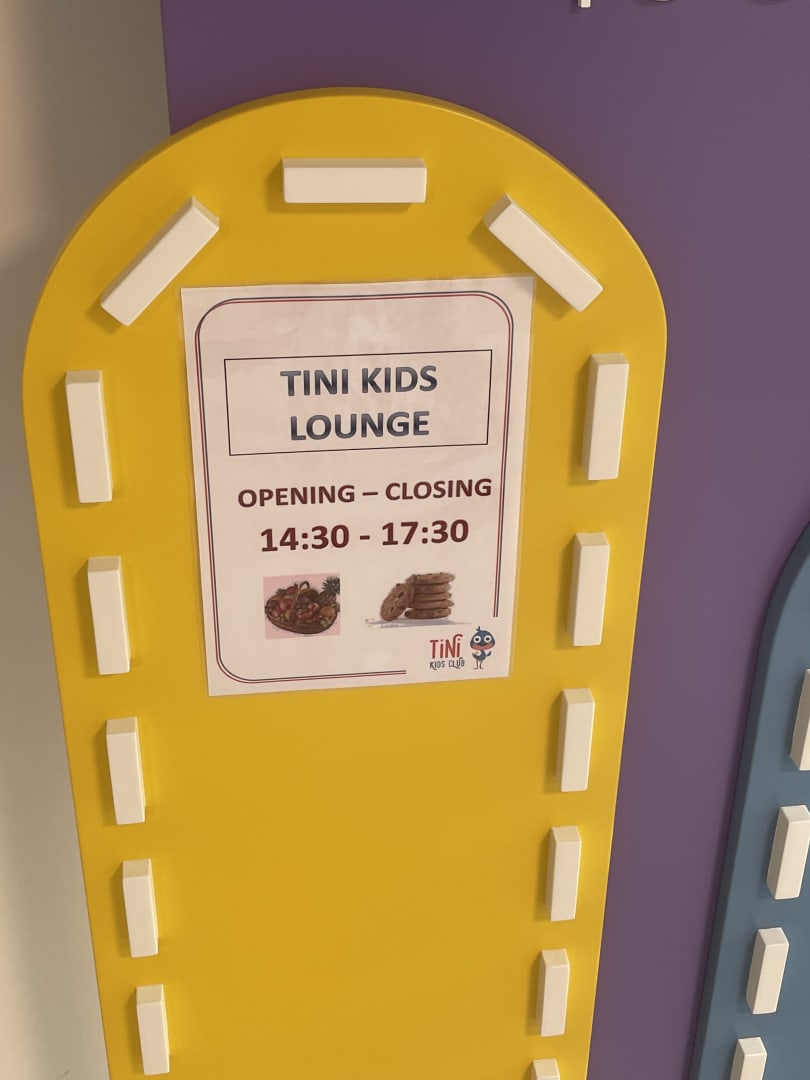 TINI KIDS
LOUNGE
OPENING – CLOSING
14:30 - 17:30
TiNi
KiDS CLUB